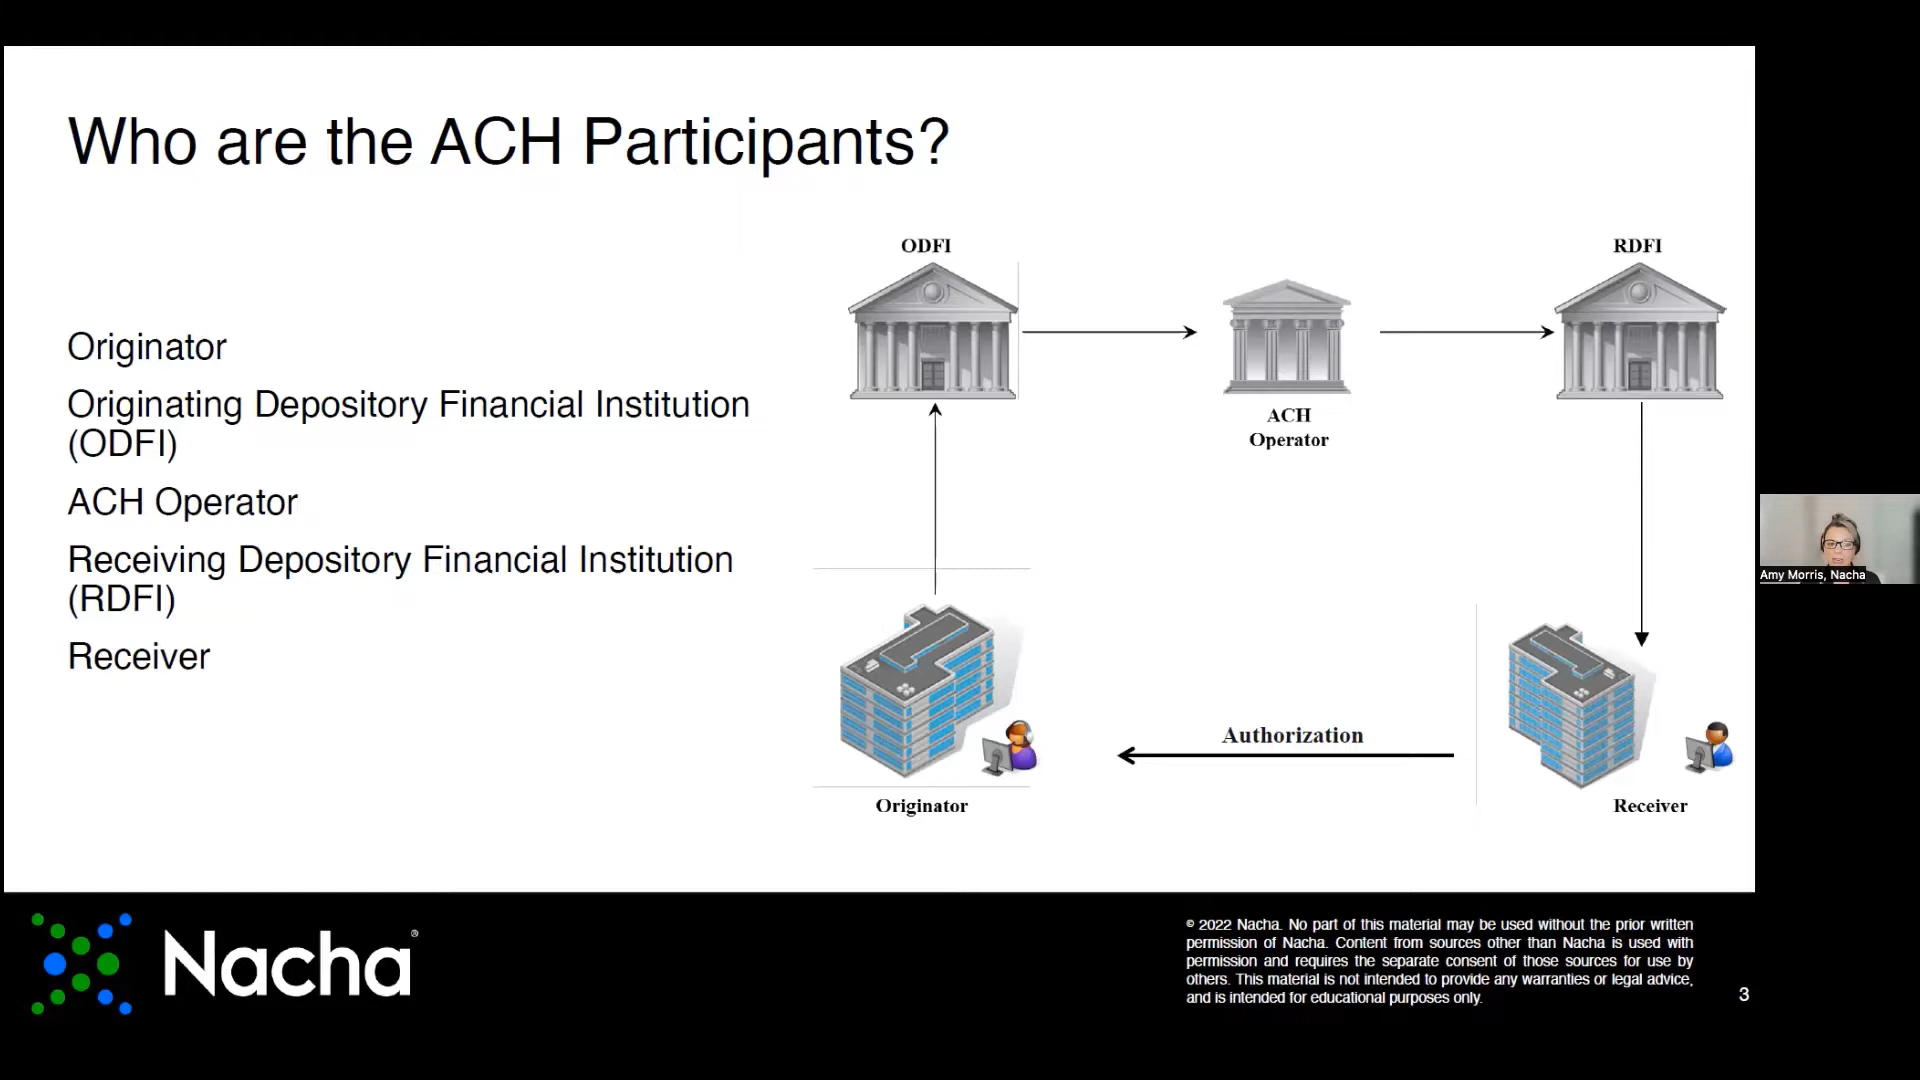 Who are the ACH Participants?
Originator
Originating Depository Financial Institution
(ODFI)
ACH Operator
Receiving Depository Financial Institution
(RDFI)
Receiver
ODFI
RDFI
ACH
Operator
Authorization
Originator
Receiver
Amy Morris, Nacha
Nacha®
© 2022 Nacha. No part of this material may be used without the prior written
permission of Nacha. Content from sources other than Nacha is used with
permission and requires the separate consent of those sources for use by
others. This material is not intended to provide any warranties or legal advice,
and is intended for educational purposes only.
3